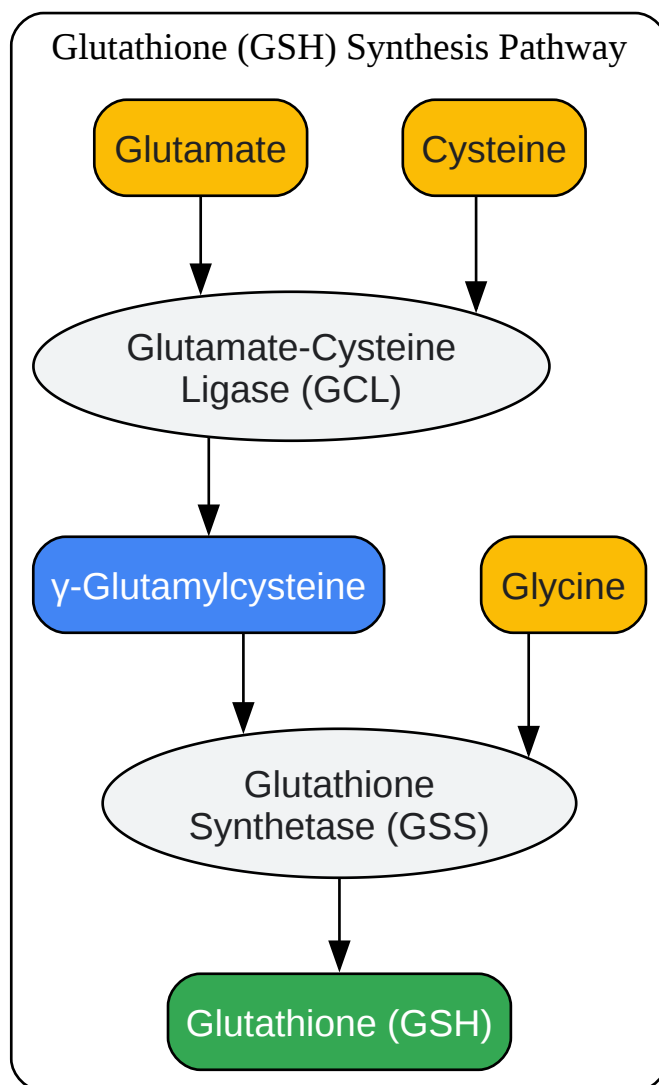 Glutathione (GSH) Synthesis Pathway
Glutamate
Cysteine
Glutamate-Cysteine
Ligase (GCL)
γ-Glutamylcysteine
Glycine
Glutathione
Synthetase (GSS)
Glutathione (GSH)